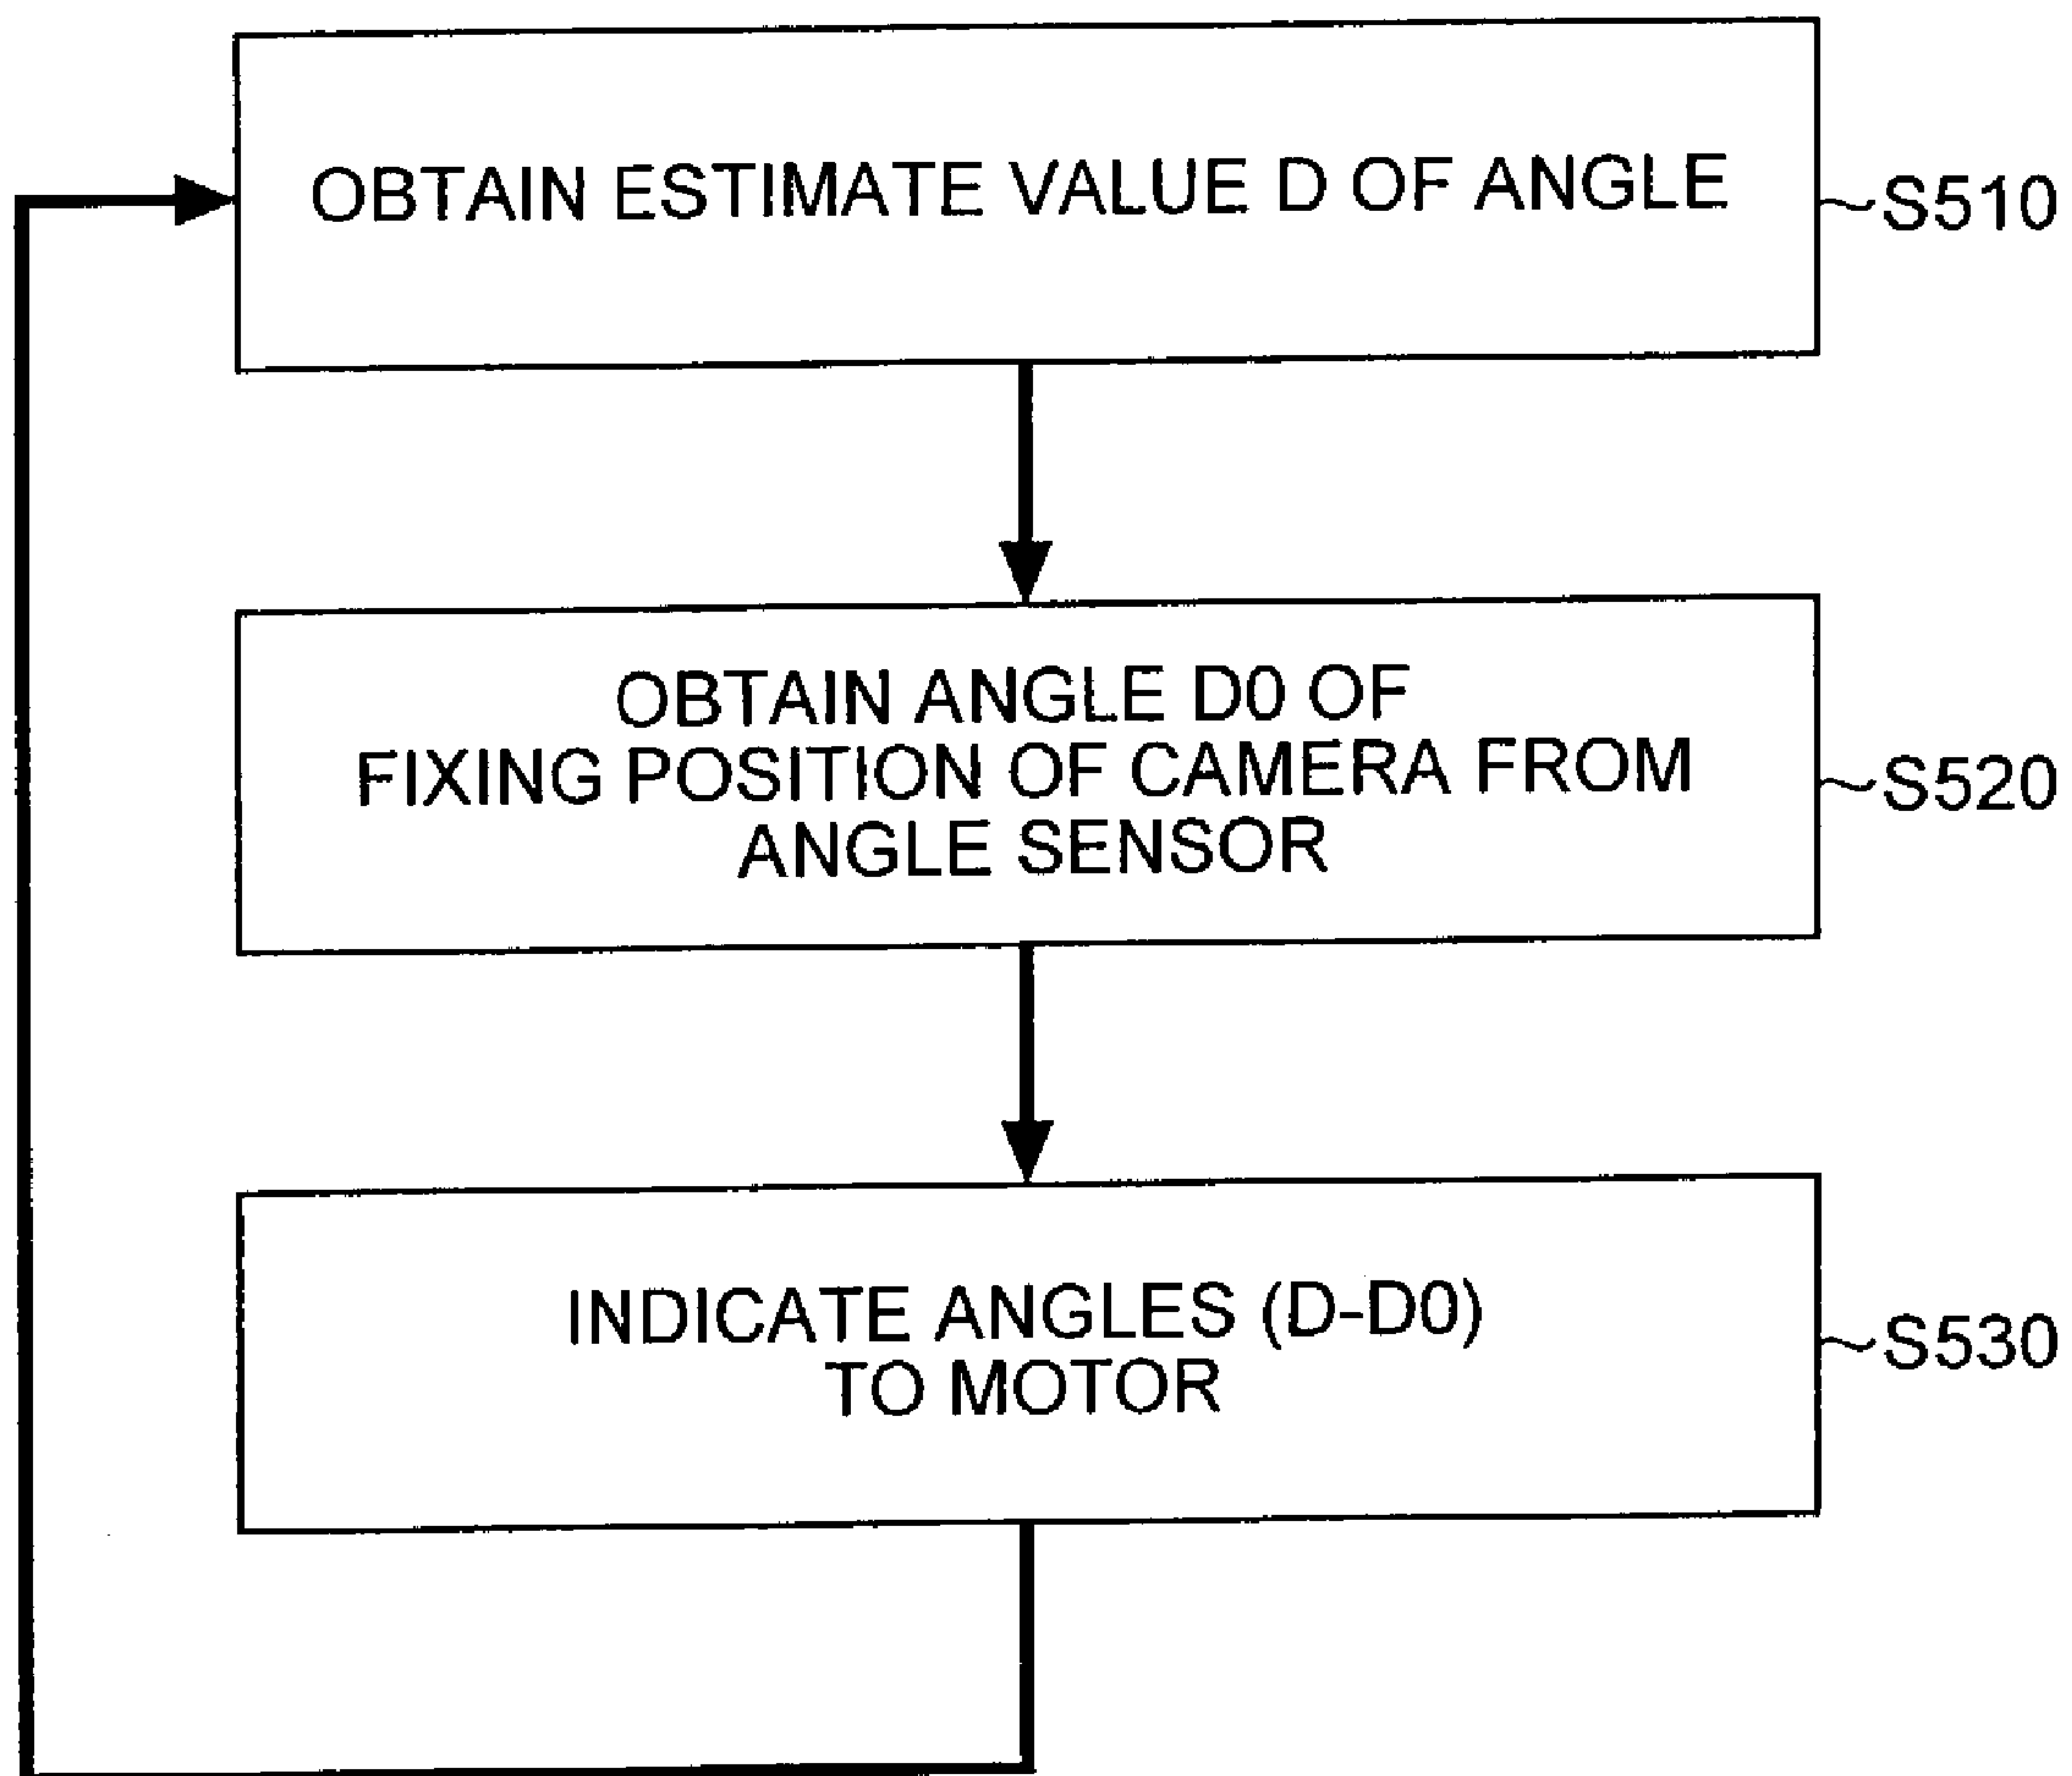 OBTAIN ESTIMATE VALUE D OF ANGLE
S510
OBTAIN ANGLE D0 OF
FIXING POSITION OF CAMERA FROM
ANGLE SENSOR
S520
INDICATE ANGLES (D-D0)
TO MOTOR
S530